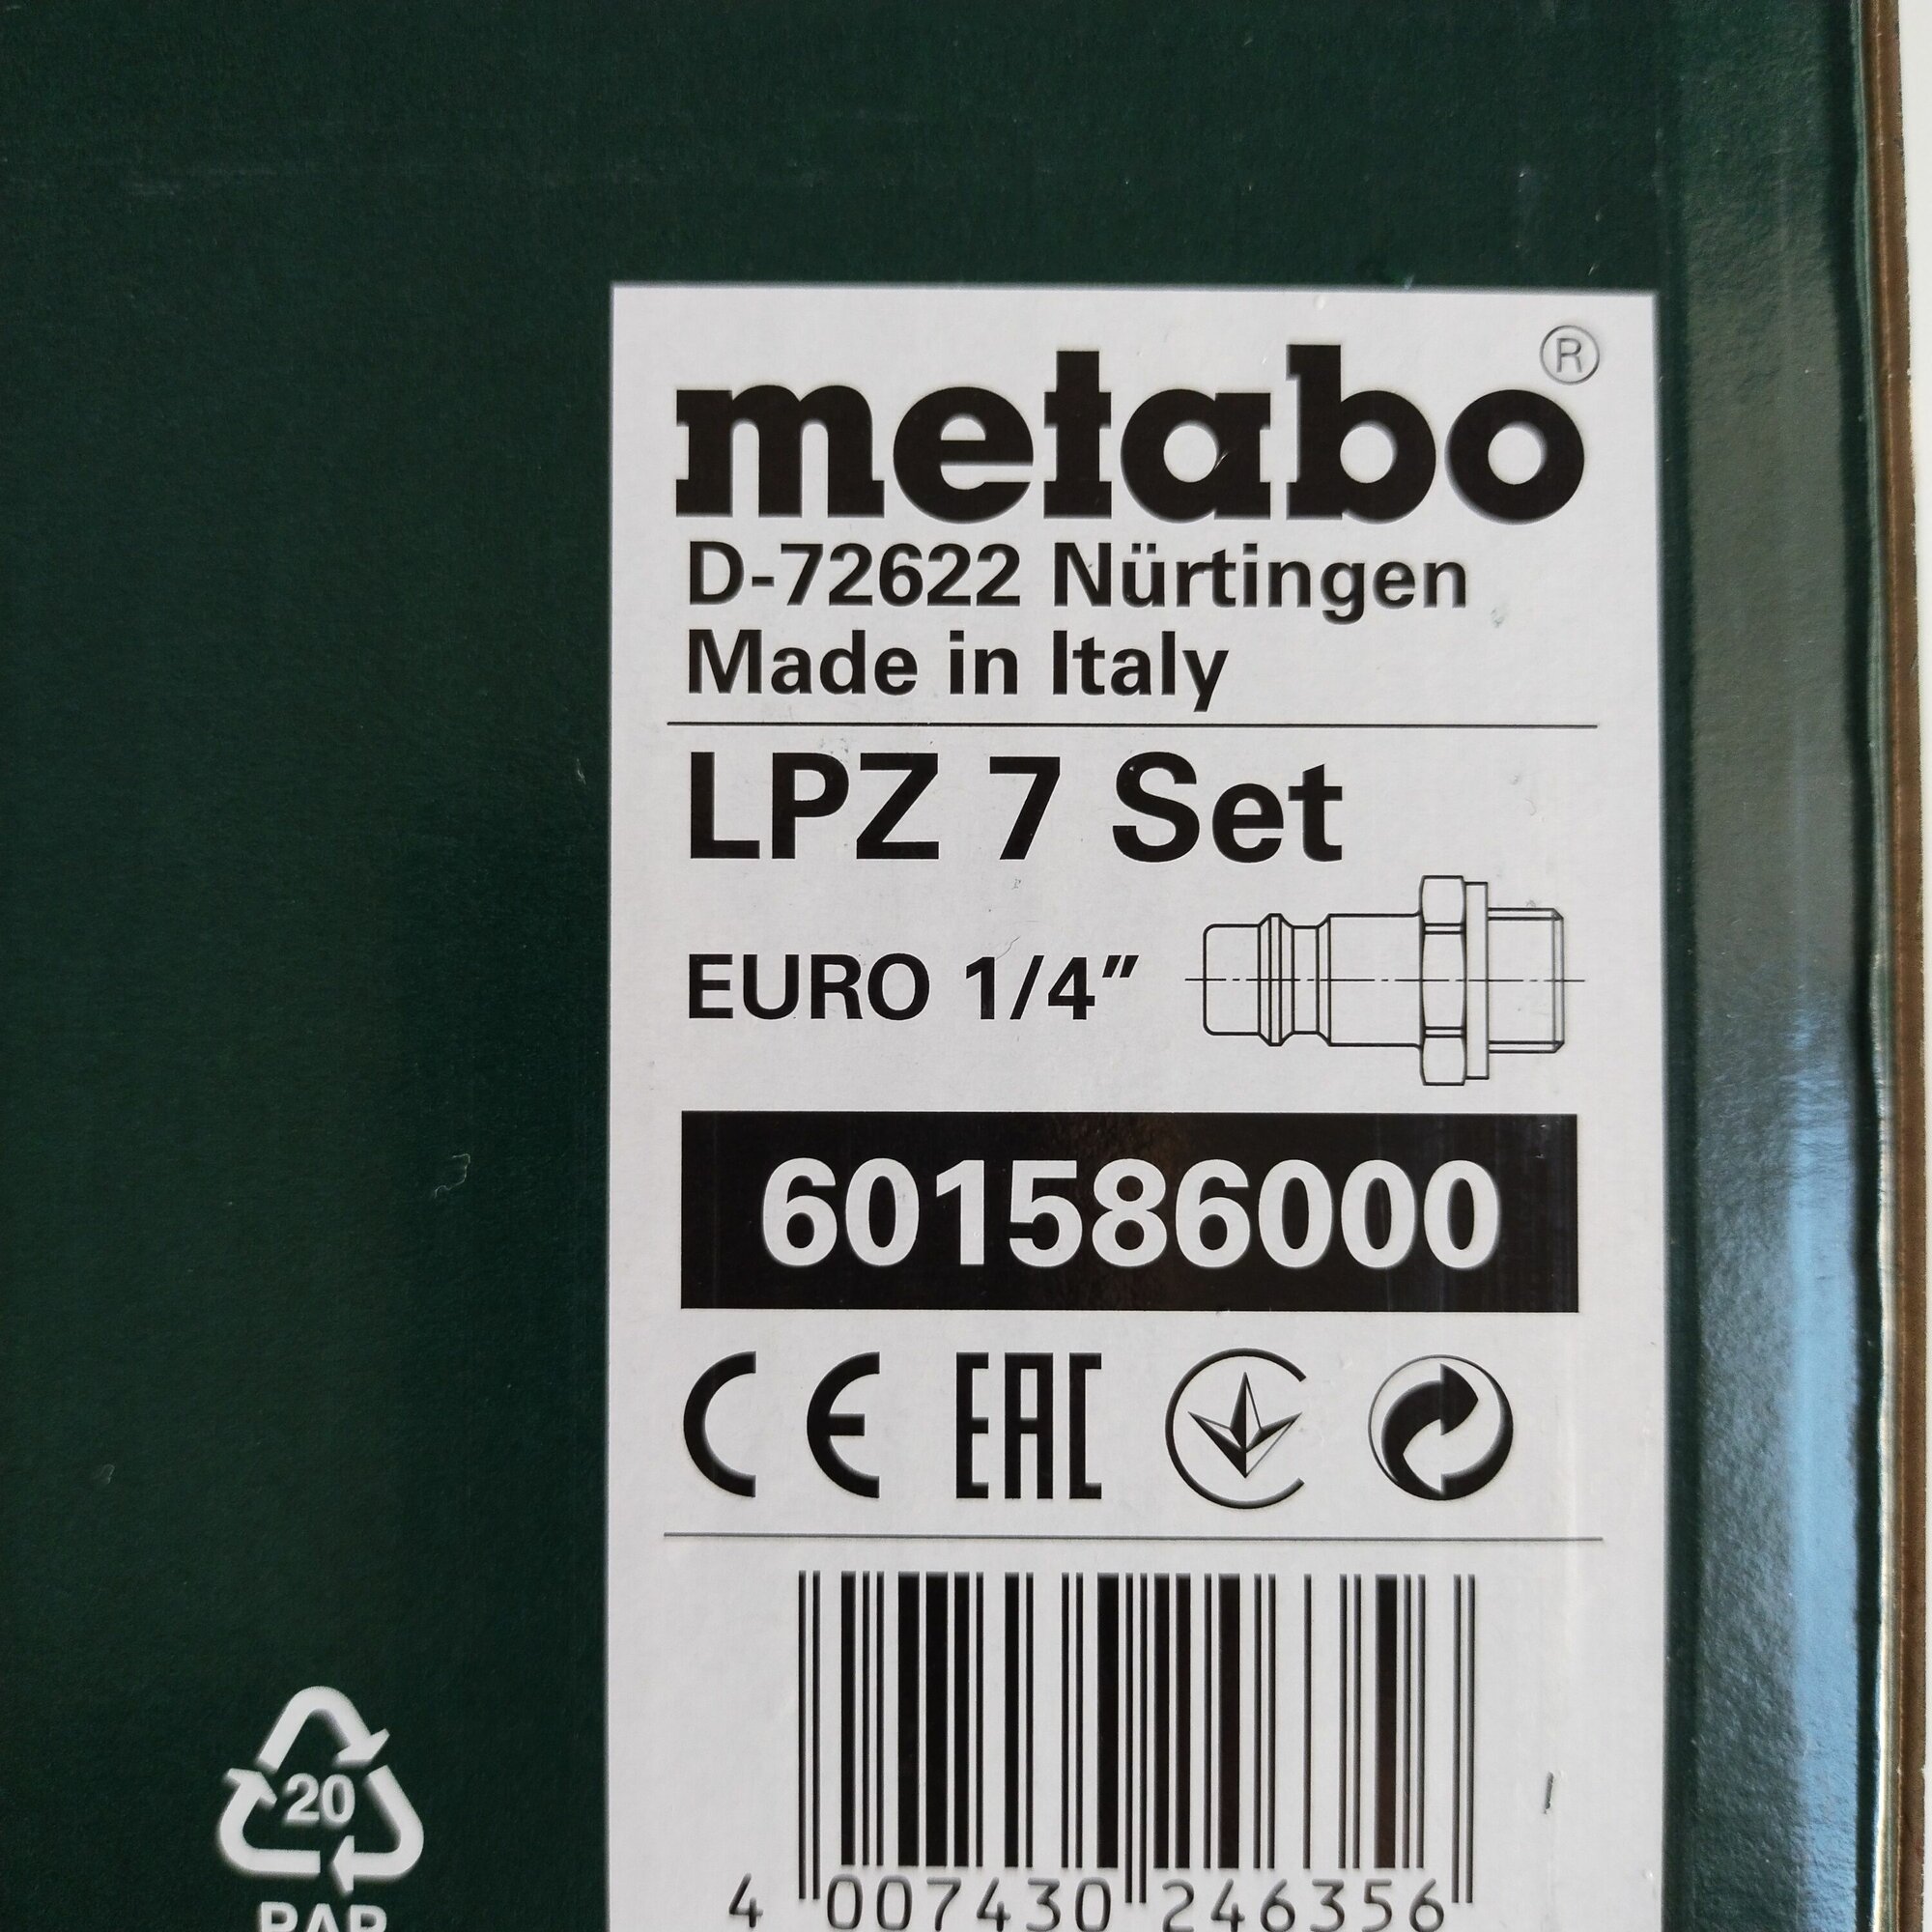 metabo®
D-72622 Nürtingen
Made in Italy
LPZ 7 Set
EURO 1/4″
601586000
CE EAC
4 007430 246356
20
PAP